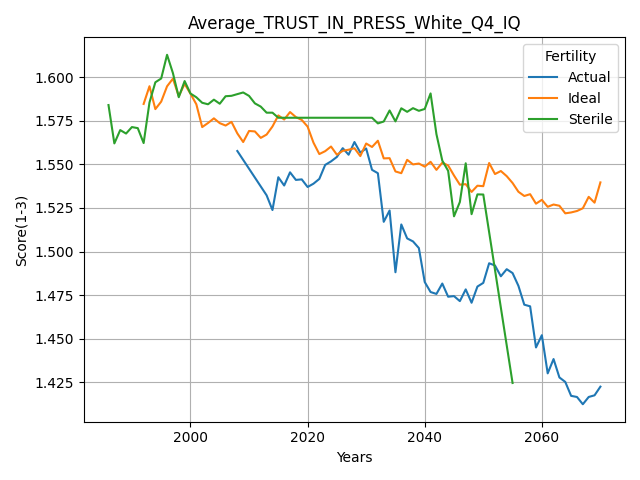 Average_TRUST_IN_PRESS_White_Q4_IQ
Fertility
Actual
Ideal
Sterile
Score(1-3)
1.600
1.575
1.550
1.525
1.500
1.475
1.450
1.425
2000
2020
2040
2060
Years